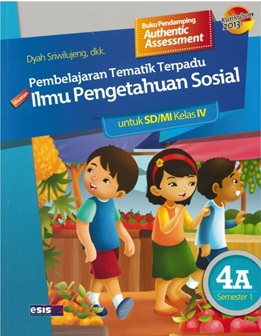 Buku Pendamping
Authentic
Assessment
Kurikulum
2013
Dyah Sriwilujeng, dkk.
Pembelajaran Tematik Terpadu
Ilmu Pengetahuan Sosial
untuk SD/MI Kelas IV
4A
Semester 1
esis